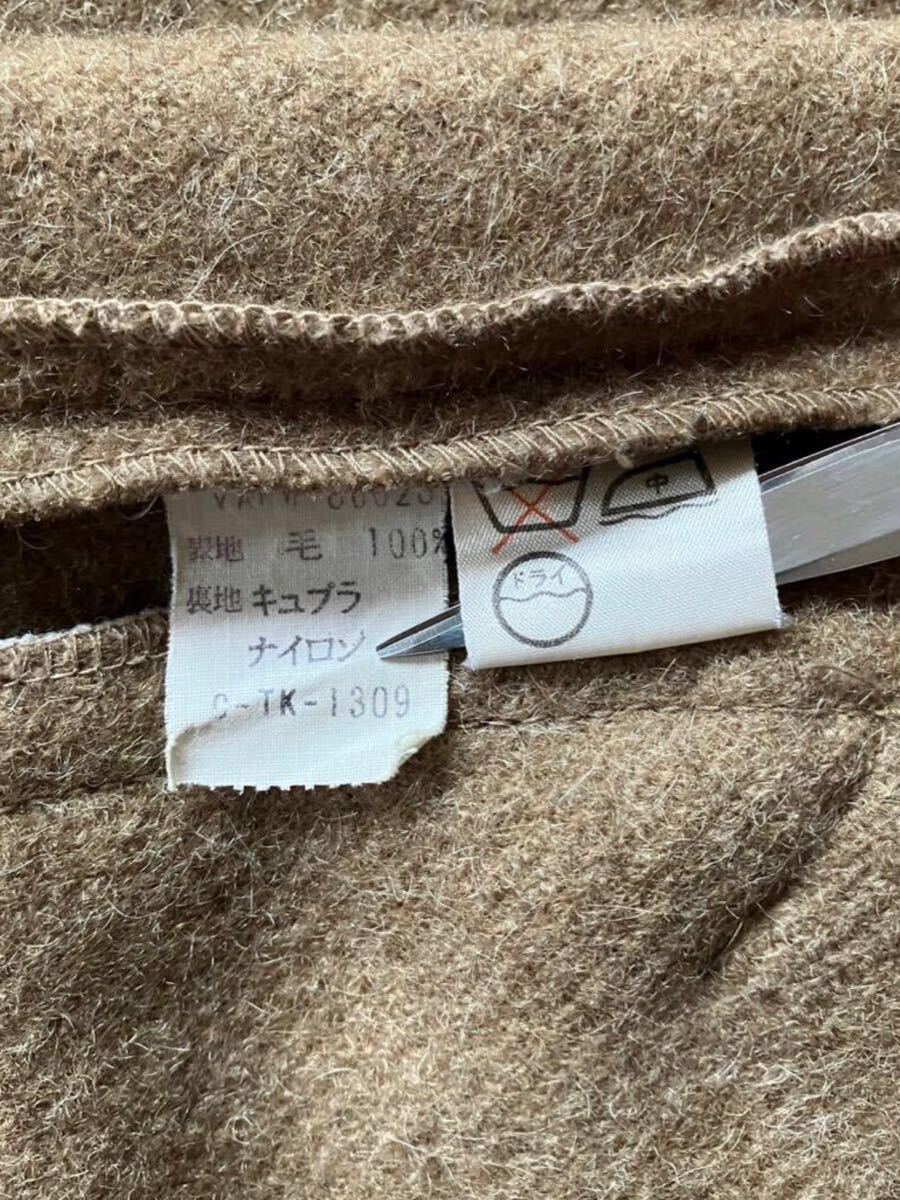 表地 毛 100%
裏地 キュプラ
ナイロン
C-TK-1309
中
ドライ